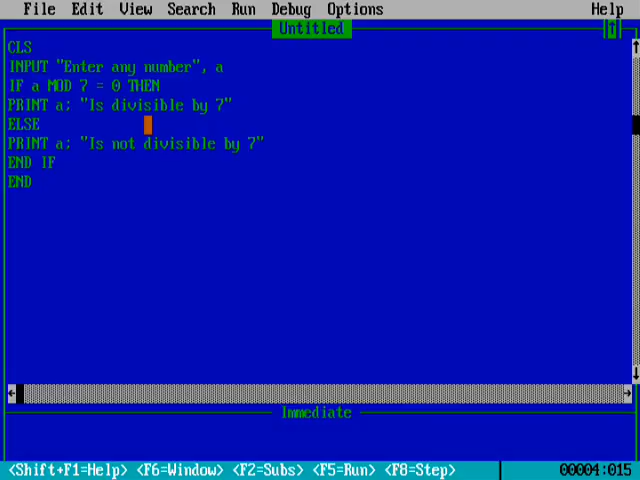 File Edit View Search Run Debug Options Help
Untitled
CLS
INPUT "Enter any number", a
IF a MOD 7 = 0 THEN
PRINT a; "Is divisible by 7"
ELSE
PRINT a; "Is not divisible by 7"
END IF
END
Immediate
<Shift+F1=Help> <F6=Window> <F2=Subs> <F5=Run> <F8=Step> 00004:015